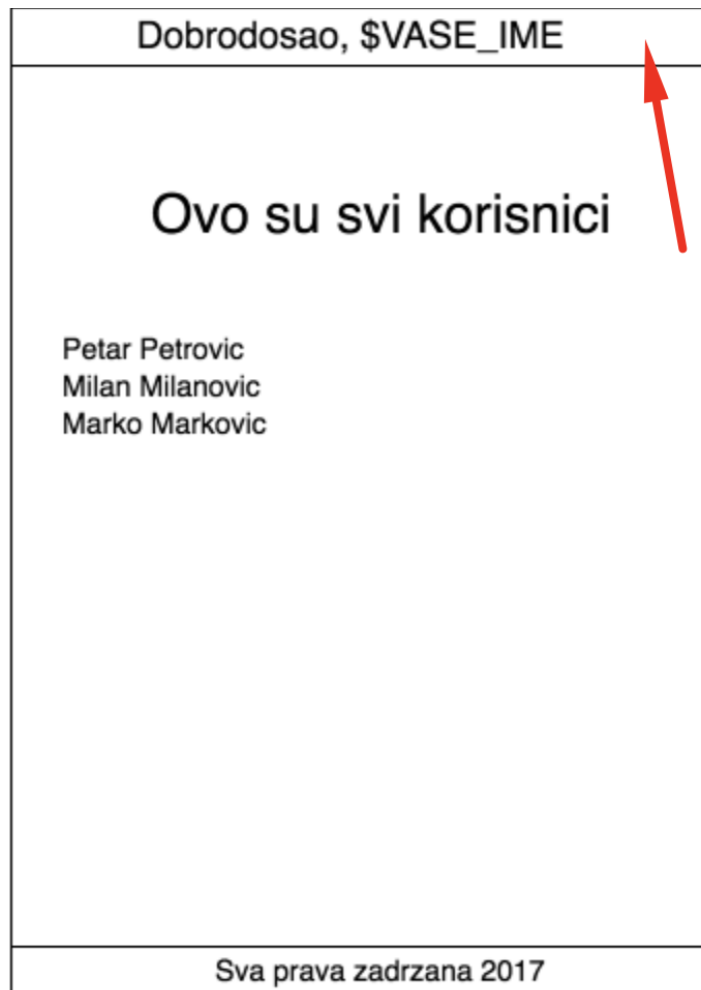 Dobrodosao, $VASE_IME
Ovo su svi korisnici
Petar Petrovic
Milan Milanovic
Marko Markovic
Sva prava zadrzana 2017